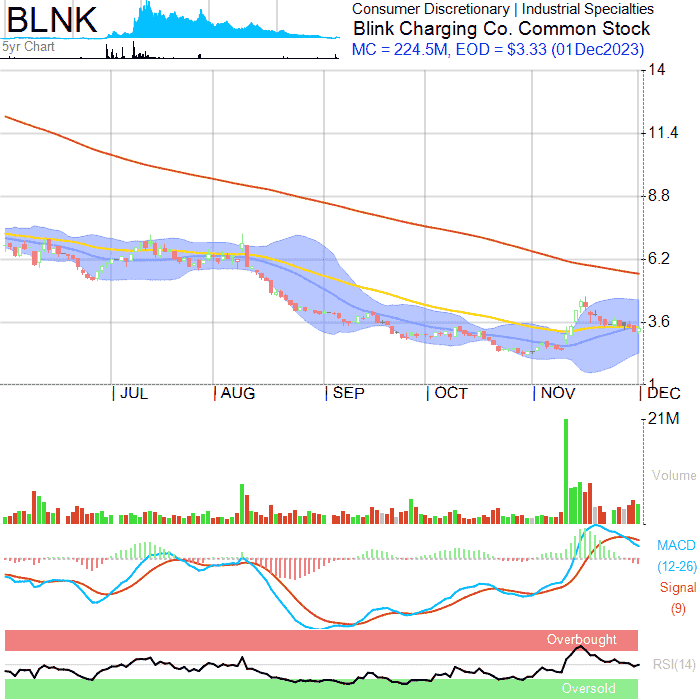 BLNK
5yr Chart
Consumer Discretionary | Industrial Specialties
Blink Charging Co. Common Stock
MC = 224.5M, EOD = $3.33 (01Dec2023)
14
11.4
8.8
6.2
3.6
1
JUL AUG SEP OCT NOV DEC
21M
Volume
MACD
(12-26)
Signal
(9)
Overbought
RSI(14)
Oversold